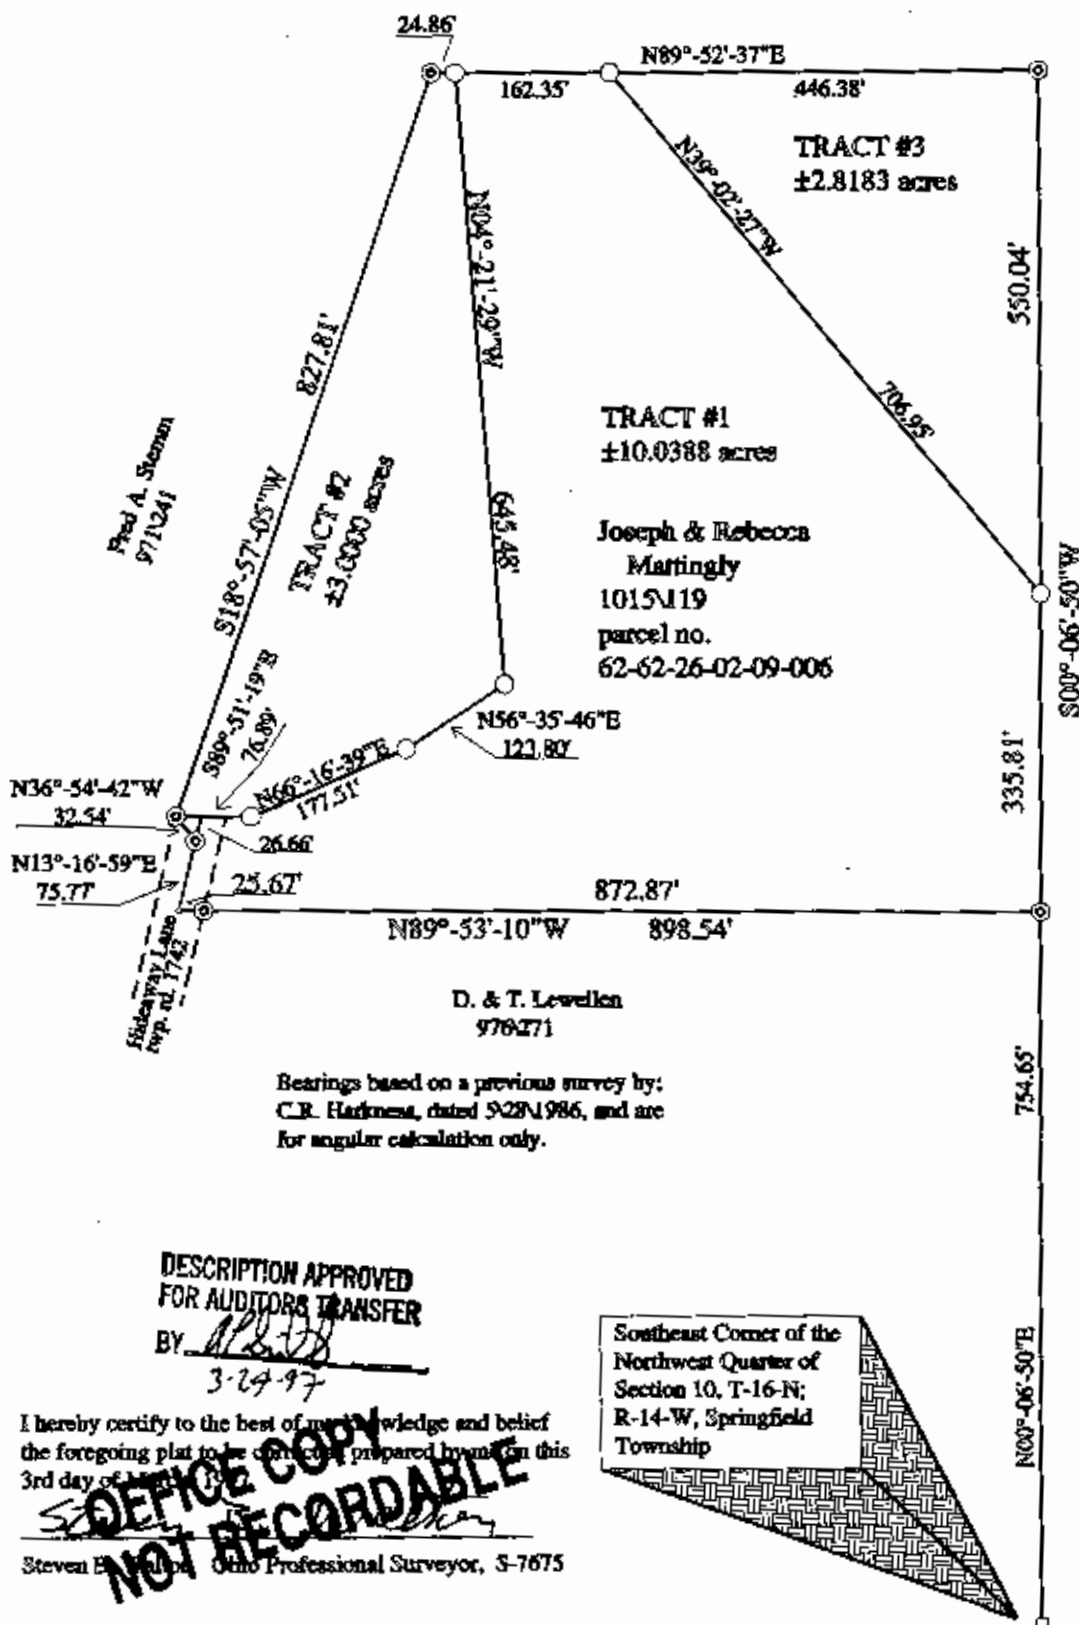 24.86'
N89°-52'-37"E
162.35'
446.38'
TRACT #3
±2.8183 acres
N39°-02'-27"W
N04°-21'-29"W
550.04'
827.81'
706.95'
TRACT #1
±10.0388 acres
Fred A.
971\241
TRACT #2
±3.0000 acres
S18°-57'-05"W
645.48'
Joseph & Rebecca
Mattingly
1015\119
parcel no.
62-62-26-02-09-006
S00°-06'-50"W
S89°-51'-19"E
76.89'
N56°-35'-46"E
123.80'
N66°-16'-39"E
177.51'
335.81'
N36°-54'-42"W
32.54'
26.66'
N13°-16'-59"E
75.77'
25.67'
872.87'
N89°-53'-10"W 898.54'
Hideaway Lane
twp. rd. 1742
D. & T. Lewellen
976\271
Bearings based on a previous survey by:
C.R. Harkness, dated 5\28\1986, and are
for angular calculation only.
754.65'
DESCRIPTION APPROVED
FOR AUDITORS TRANSFER
BY
3-24-97
Southeast Corner of the
Northwest Quarter of
Section 10, T-16-N;
R-14-W, Springfield
Township
N00°-06'-50"E
I hereby certify to the best of my knowledge and belief
the foregoing plat to be prepared by me on this
3rd day of
OFFICE COPY
NOT RECORDABLE
Steven Ohio Professional Surveyor, S-7675